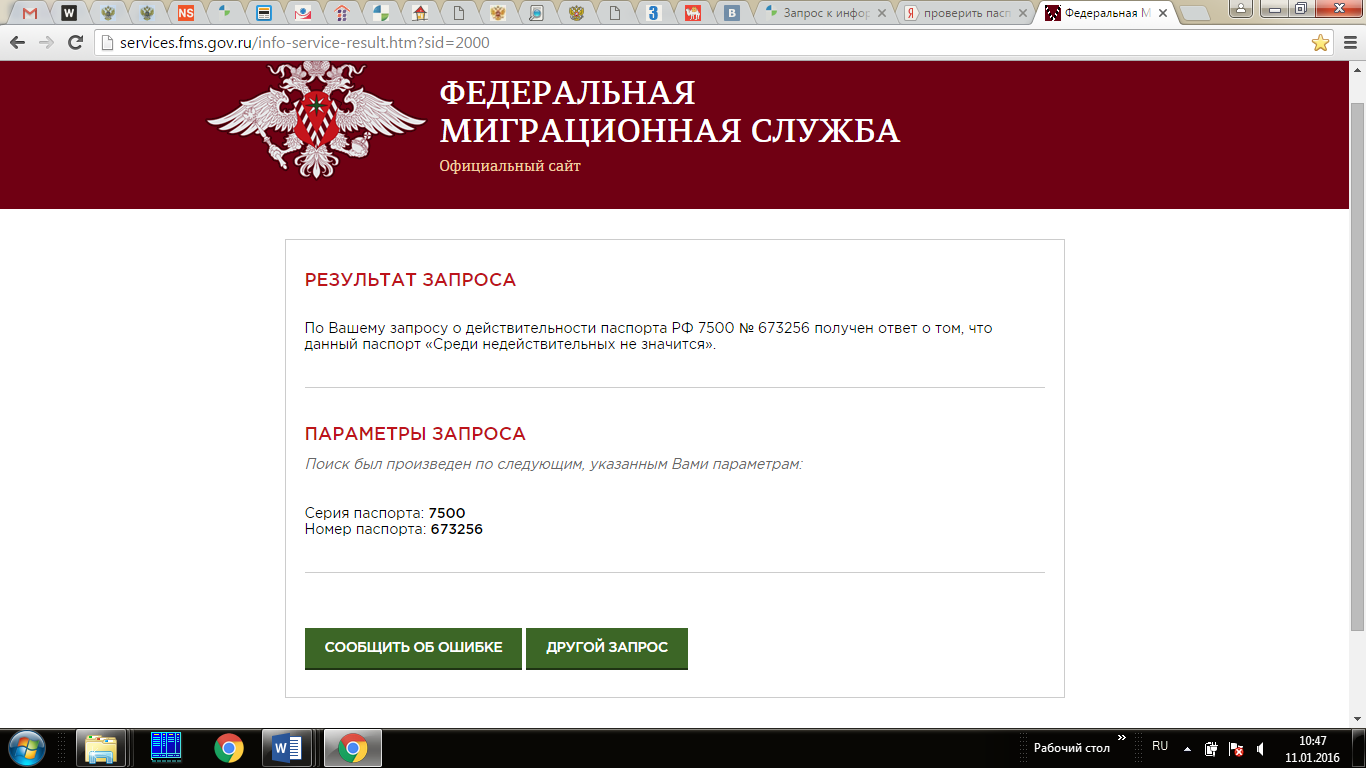 Запрос к инфор
проверить пасп
Федеральная М
services.fms.gov.ru/info-service-result.htm?sid=2000
ФЕДЕРАЛЬНАЯ
МИГРАЦИОННАЯ СЛУЖБА
Официальный сайт
РЕЗУЛЬТАТ ЗАПРОСА
По Вашему запросу о действительности паспорта РФ 7500 № 673256 получен ответ о том, что
данный паспорт «Среди недействительных не значится».
ПАРАМЕТРЫ ЗАПРОСА
Поиск был произведен по следующим, указанным Вами параметрам:
Серия паспорта: 7500
Номер паспорта: 673256
СООБЩИТЬ ОБ ОШИБКЕ
ДРУГОЙ ЗАПРОС
Рабочий стол
RU
10:47
11.01.2016